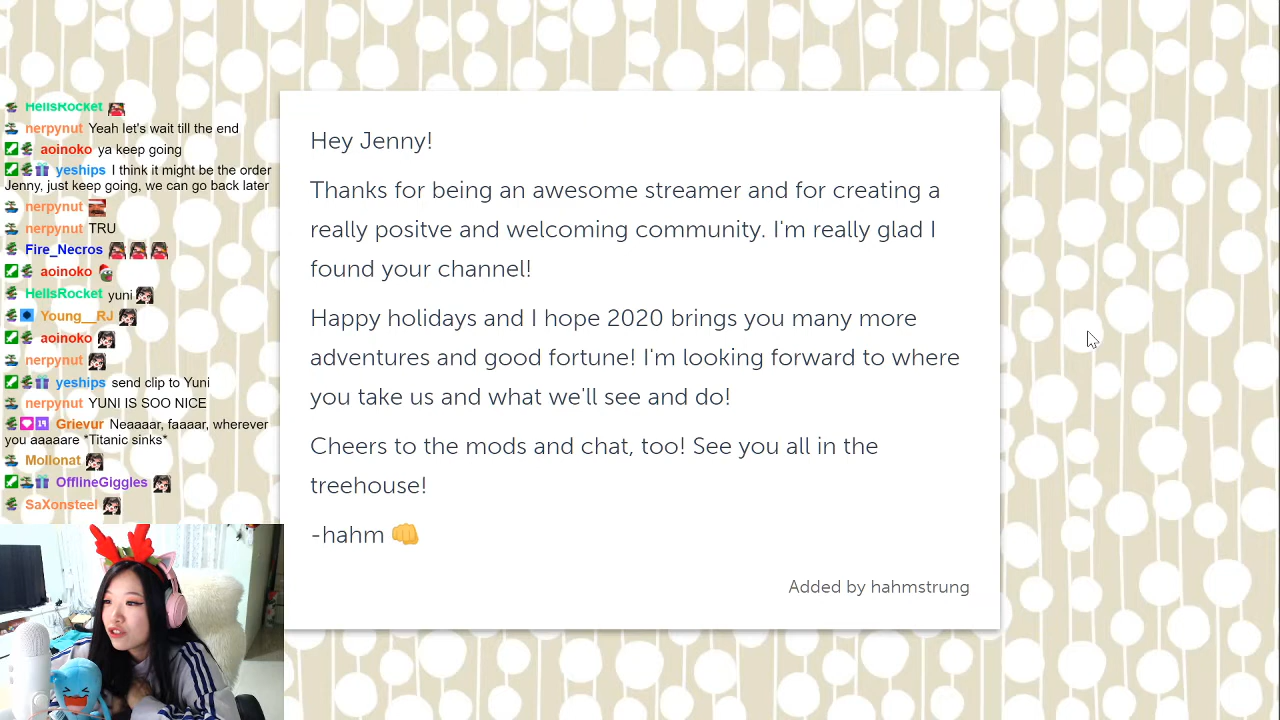 HellsRocket
nerpynut Yeah let's wait till the end
aoinoko ya keep going
yeships I think it might be the order
Jenny, just keep going, we can go back later
nerpynut
nerpynut TRU
Fire_Necros
aoinoko
HellsRocket yuni
Young__RJ
aoinoko
nerpynut
yeships send clip to Yuni
nerpynut YUNI IS SOO NICE
Grievur Neaaaar, faaaar, wherever
you aaaaare *Titanic sinks*
Mollonat
OfflineGiggles
SaXonsteel
Hey Jenny!
Thanks for being an awesome streamer and for creating a
really positve and welcoming community. I'm really glad I
found your channel!
Happy holidays and I hope 2020 brings you many more
adventures and good fortune! I'm looking forward to where
you take us and what we'll see and do!
Cheers to the mods and chat, too! See you all in the
treehouse!
-hahm 👊
Added by hahmstrung